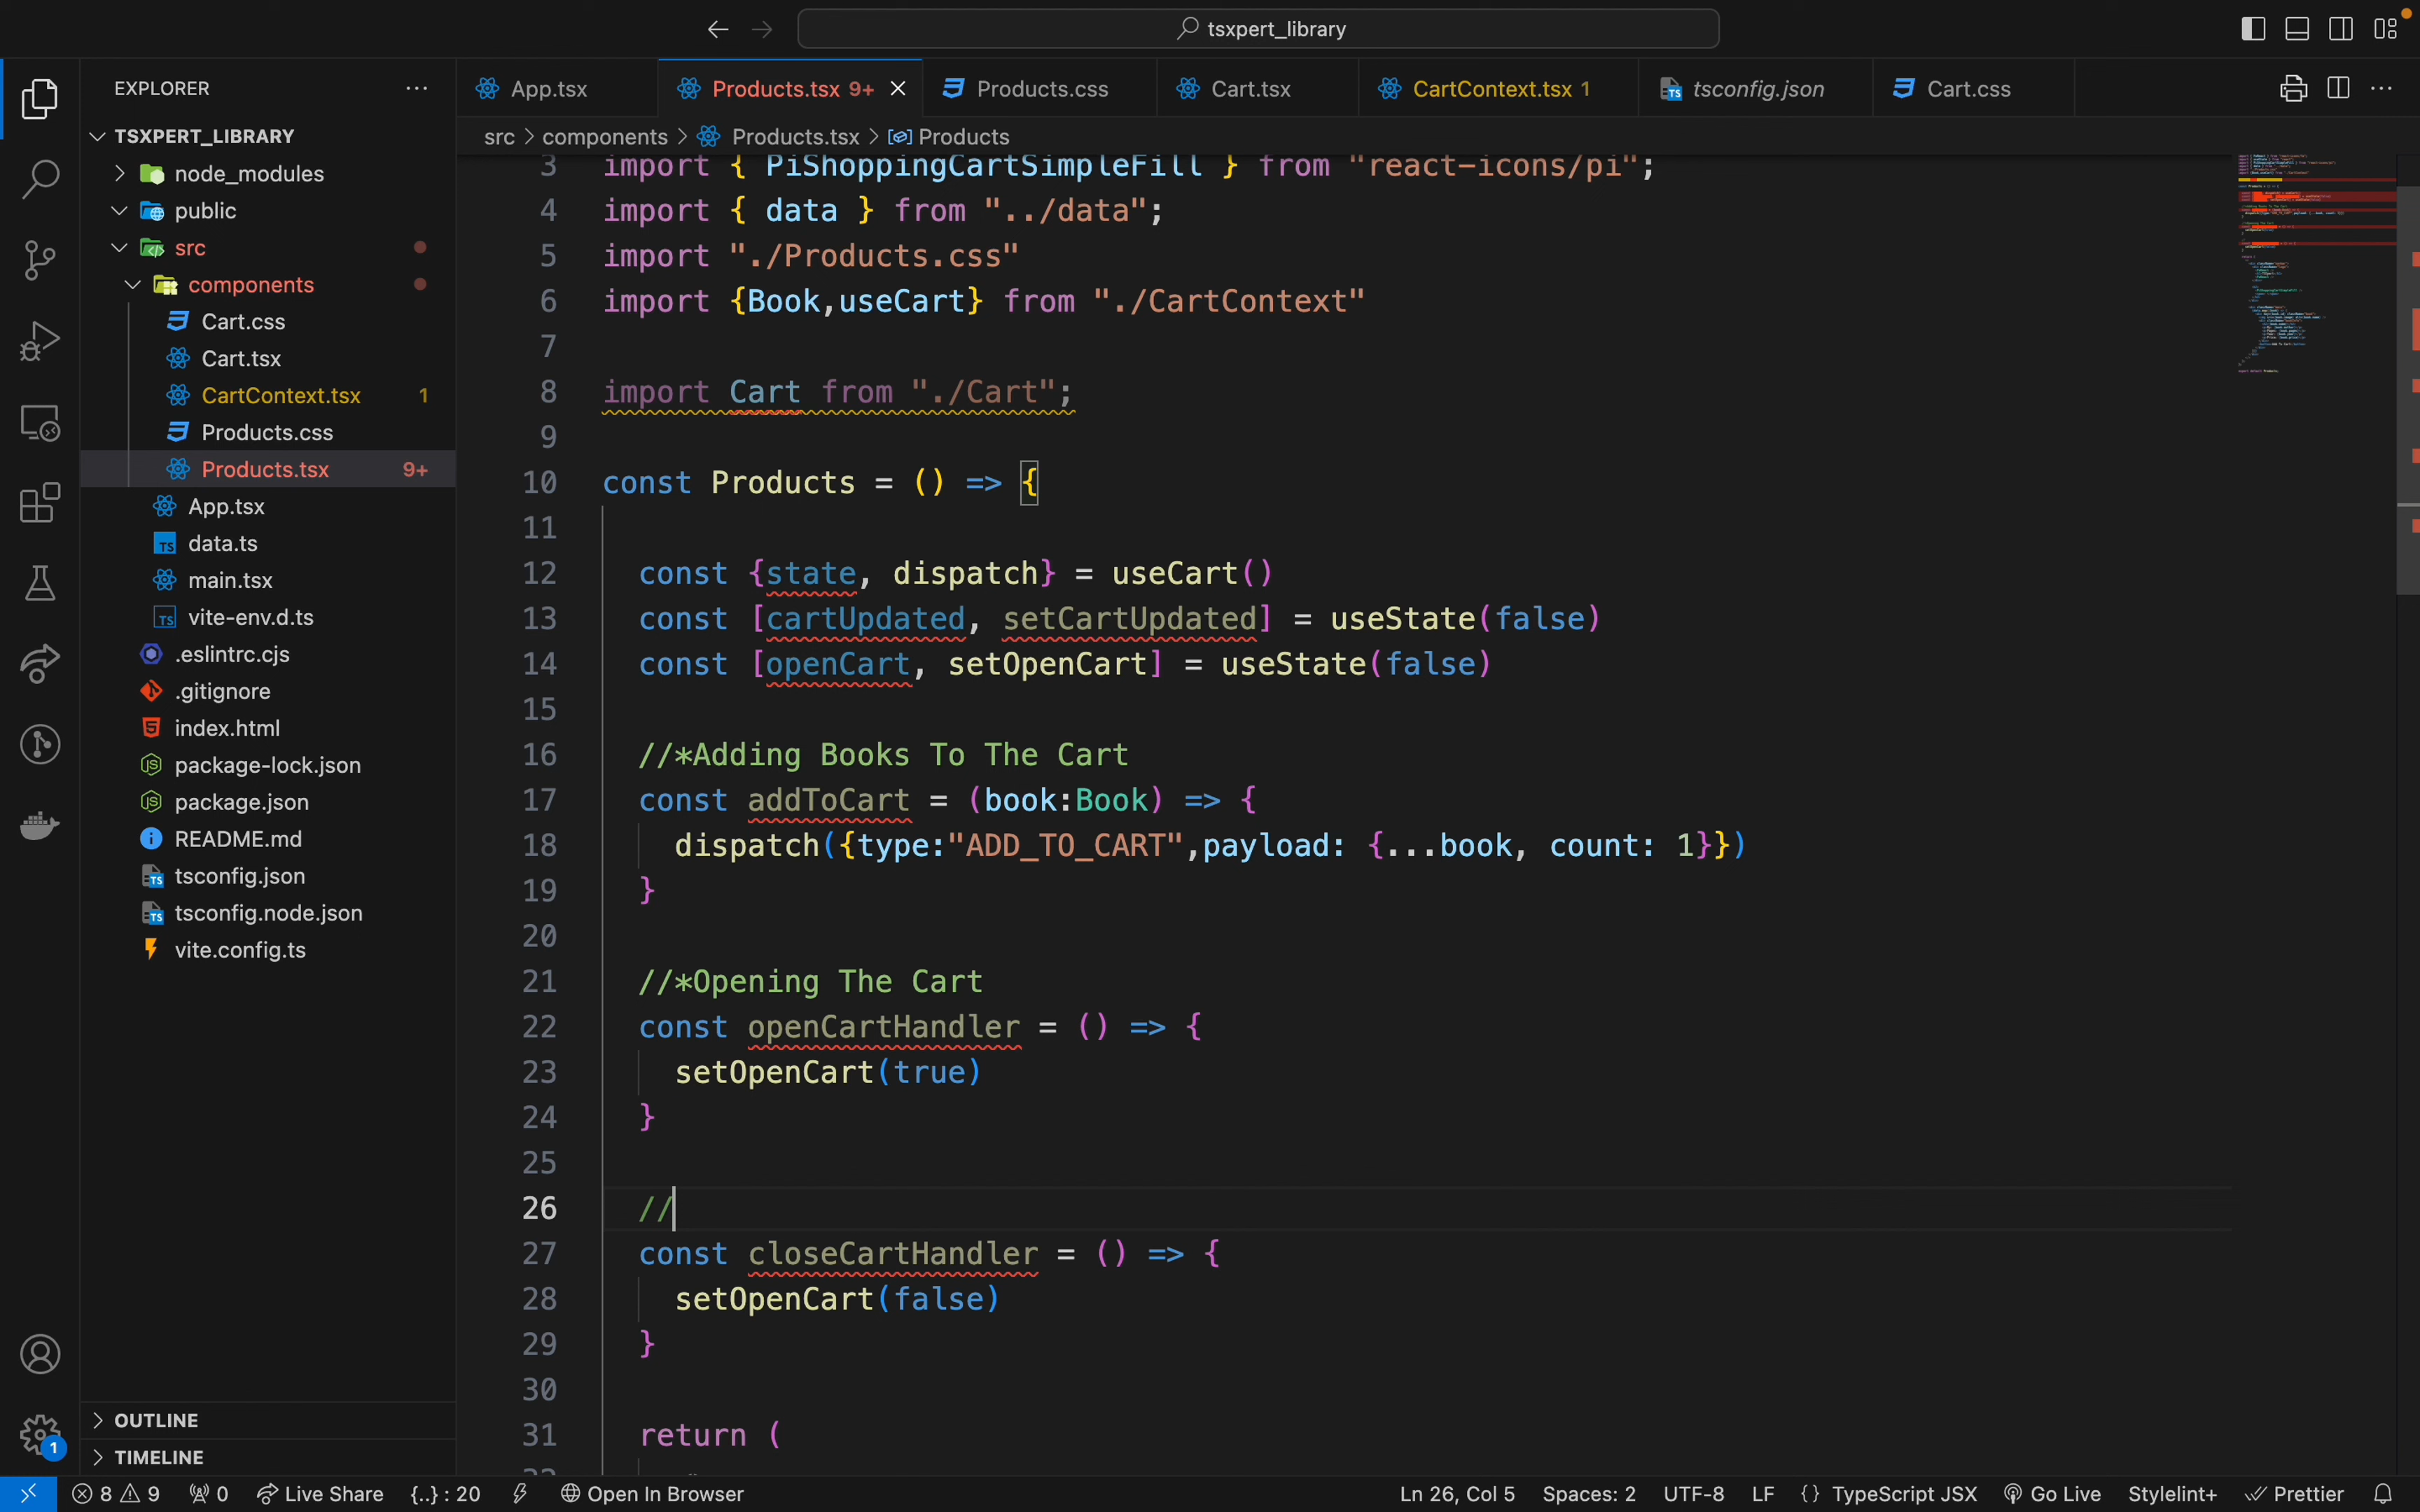 tsxpert_library
EXPLORER
TSXPERT_LIBRARY
node_modules
public
src
components
Cart.css
Cart.tsx
CartContext.tsx 1
Products.css
Products.tsx 9+
App.tsx
data.ts
main.tsx
vite-env.d.ts
.eslintrc.cjs
.gitignore
index.html
package-lock.json
package.json
README.md
tsconfig.json
tsconfig.node.json
vite.config.ts
OUTLINE
TIMELINE
App.tsx Products.tsx 9+ Products.css Cart.tsx CartContext.tsx 1 tsconfig.json Cart.css
src > components > Products.tsx > Products
3 import { PiShoppingCartSimpleFill } from "react-icons/pi";
4 import { data } from "../data";
5 import "./Products.css"
6 import {Book,useCart} from "./CartContext"
7
8 import Cart from "./Cart";
9
10 const Products = () => {
11
12 const {state, dispatch} = useCart()
13 const [cartUpdated, setCartUpdated] = useState(false)
14 const [openCart, setOpenCart] = useState(false)
15
16 //*Adding Books To The Cart
17 const addToCart = (book:Book) => {
18 dispatch({type:"ADD_TO_CART",payload: {...book, count: 1}})
19 }
20
21 //*Opening The Cart
22 const openCartHandler = () => {
23 setOpenCart(true)
24 }
25
26 //
27 const closeCartHandler = () => {
28 setOpenCart(false)
29 }
30
31 return (
1
8 9 0 Live Share {..} : 20 Open In Browser Ln 26, Col 5 Spaces: 2 UTF-8 LF {} TypeScript JSX Go Live Stylelint+ Prettier